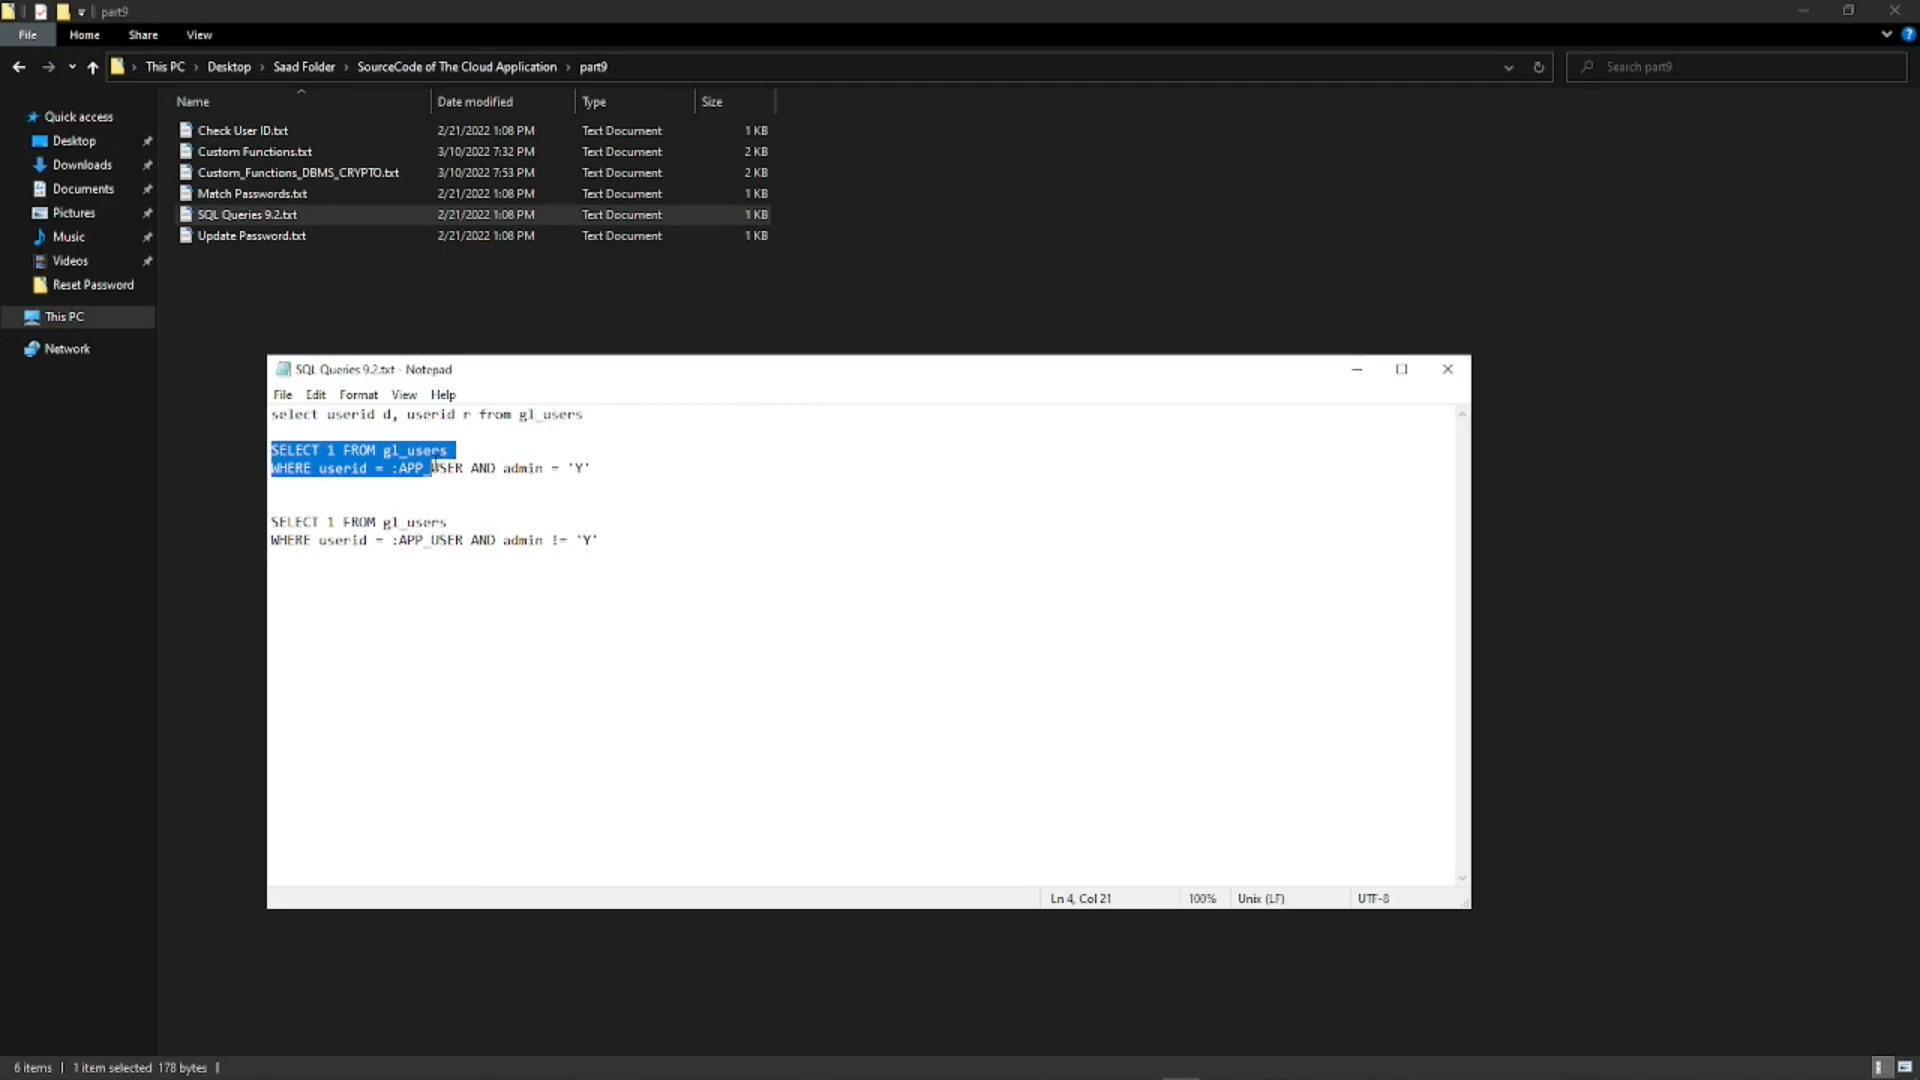 part9
File Home Share View
This PC > Desktop > Saad Folder > SourceCode of The Cloud Application > part9
Search part9
Name Date modified Type Size
Quick access
Desktop
Downloads
Documents
Pictures
Music
Videos
Reset Password
This PC
Network
Check User ID.txt 2/21/2022 1:08 PM Text Document 1 KB
Custom Functions.txt 3/10/2022 7:32 PM Text Document 2 KB
Custom_Functions_DBMS_CRYPTO.txt 3/10/2022 7:53 PM Text Document 2 KB
Match Passwords.txt 2/21/2022 1:08 PM Text Document 1 KB
SQL Queries 9.2.txt 2/21/2022 1:08 PM Text Document 1 KB
Update Password.txt 2/21/2022 1:08 PM Text Document 1 KB
SQL Queries 9.2.txt - Notepad
File Edit Format View Help
select userid d, userid r from gl_users
SELECT 1 FROM gl_users
WHERE userid = :APP_USER AND admin = 'Y'
SELECT 1 FROM gl_users
WHERE userid = :APP_USER AND admin != 'Y'
Ln 4, Col 21 100% Unix (LF) UTF-8
6 items 1 item selected 178 bytes